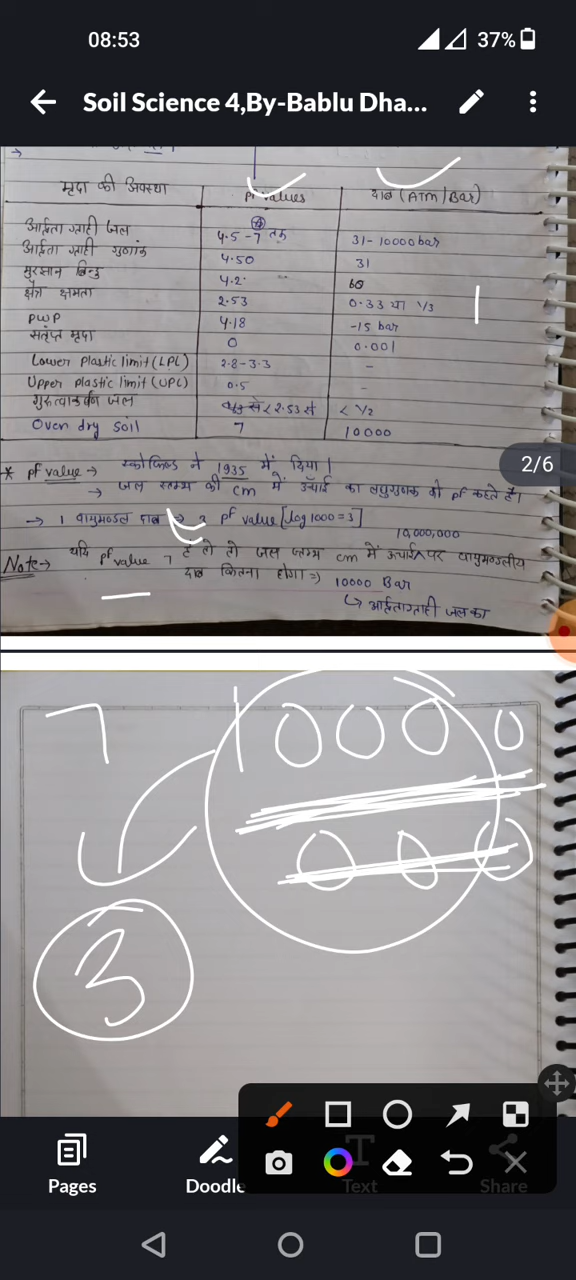 08:53
37%
Soil Science 4,By-Bablu Dha...
मृदा की अवस्था pf values दाब (ATM/Bar)
आर्द्रताग्राही जल 4.5-7 तक 31-10000bar
आर्द्रताग्राही गुणांक 4.50 31
मुरझान बिन्दु 4.2
क्षेत्र क्षमता 2.53 0.33 या 1/3
PWP 4.18 -15 bar
संतृप्त मृदा 0 0.001
Lower Plastic limit (LPL) 2.8-3.3 -
Upper Plastic limit (UPL) 0.5 -
गुरुत्वाकर्षण जल < 2.53 से < 1/2
Oven dry soil 7 10000
2/6
* pf value → ने 1935 में दिया।
→ जल स्तम्भ की cm में ऊँचाई का लघुगुणक को pf कहते हैं।
→ 1 वायुमण्डल दाब → 3 pf value [log 1000 = 3]
10,000,000
Note→ यदि pf value 7 है तो जल स्तम्भ cm में ऊँचाई पर वायुमण्डलीय
दाब कितना होगा ⇒ 10000 Bar
↳ आर्द्रताग्राही जल का
7 10000
000
3
Pages
Doodle
Text
Share